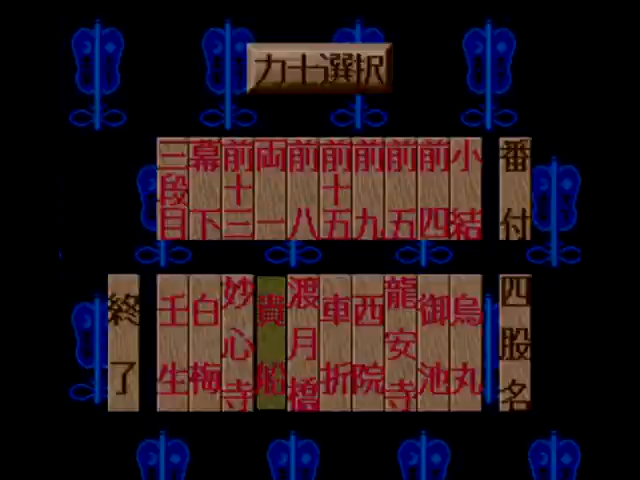 力士選択
番付
小結
前四
前五
前九
前十五
前八
両一
前十三
幕下
三段目
四股名
烏丸
御池
龍安寺
西院
車折
渡月橋
貴船
妙心寺
白梅
壬生
終了